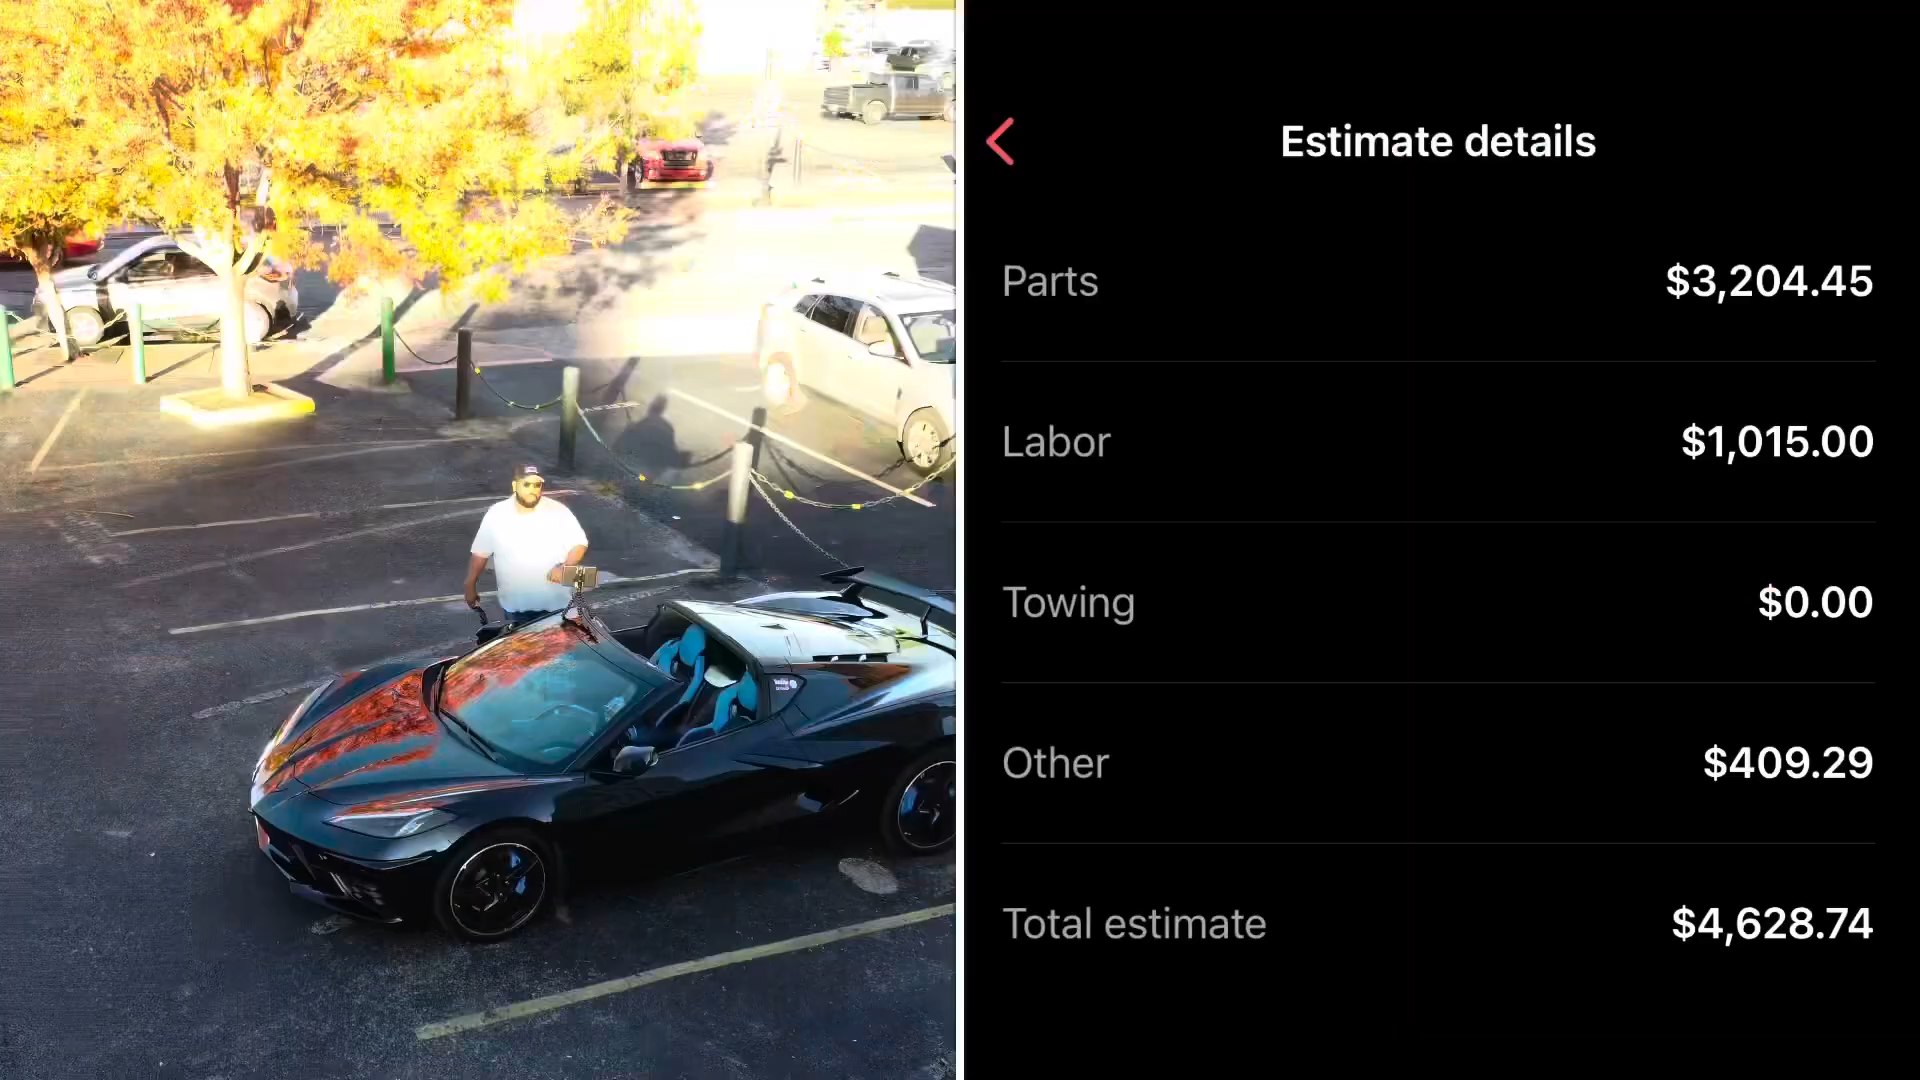 Estimate details
Parts
$3,204.45
Labor
$1,015.00
Towing
$0.00
Other
$409.29
Total estimate
$4,628.74